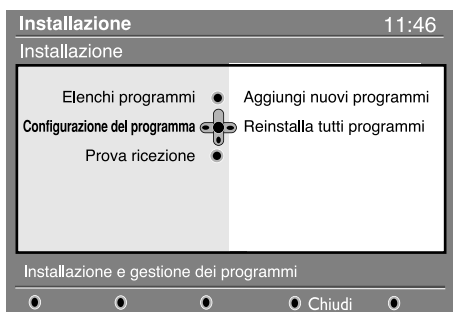 Installazione 11:46
Installazione
Elenchi programmi Aggiungi nuovi programmi
Configurazione del programma Reinstalla tutti programmi
Prova ricezione
Installazione e gestione dei programmi
Chiudi